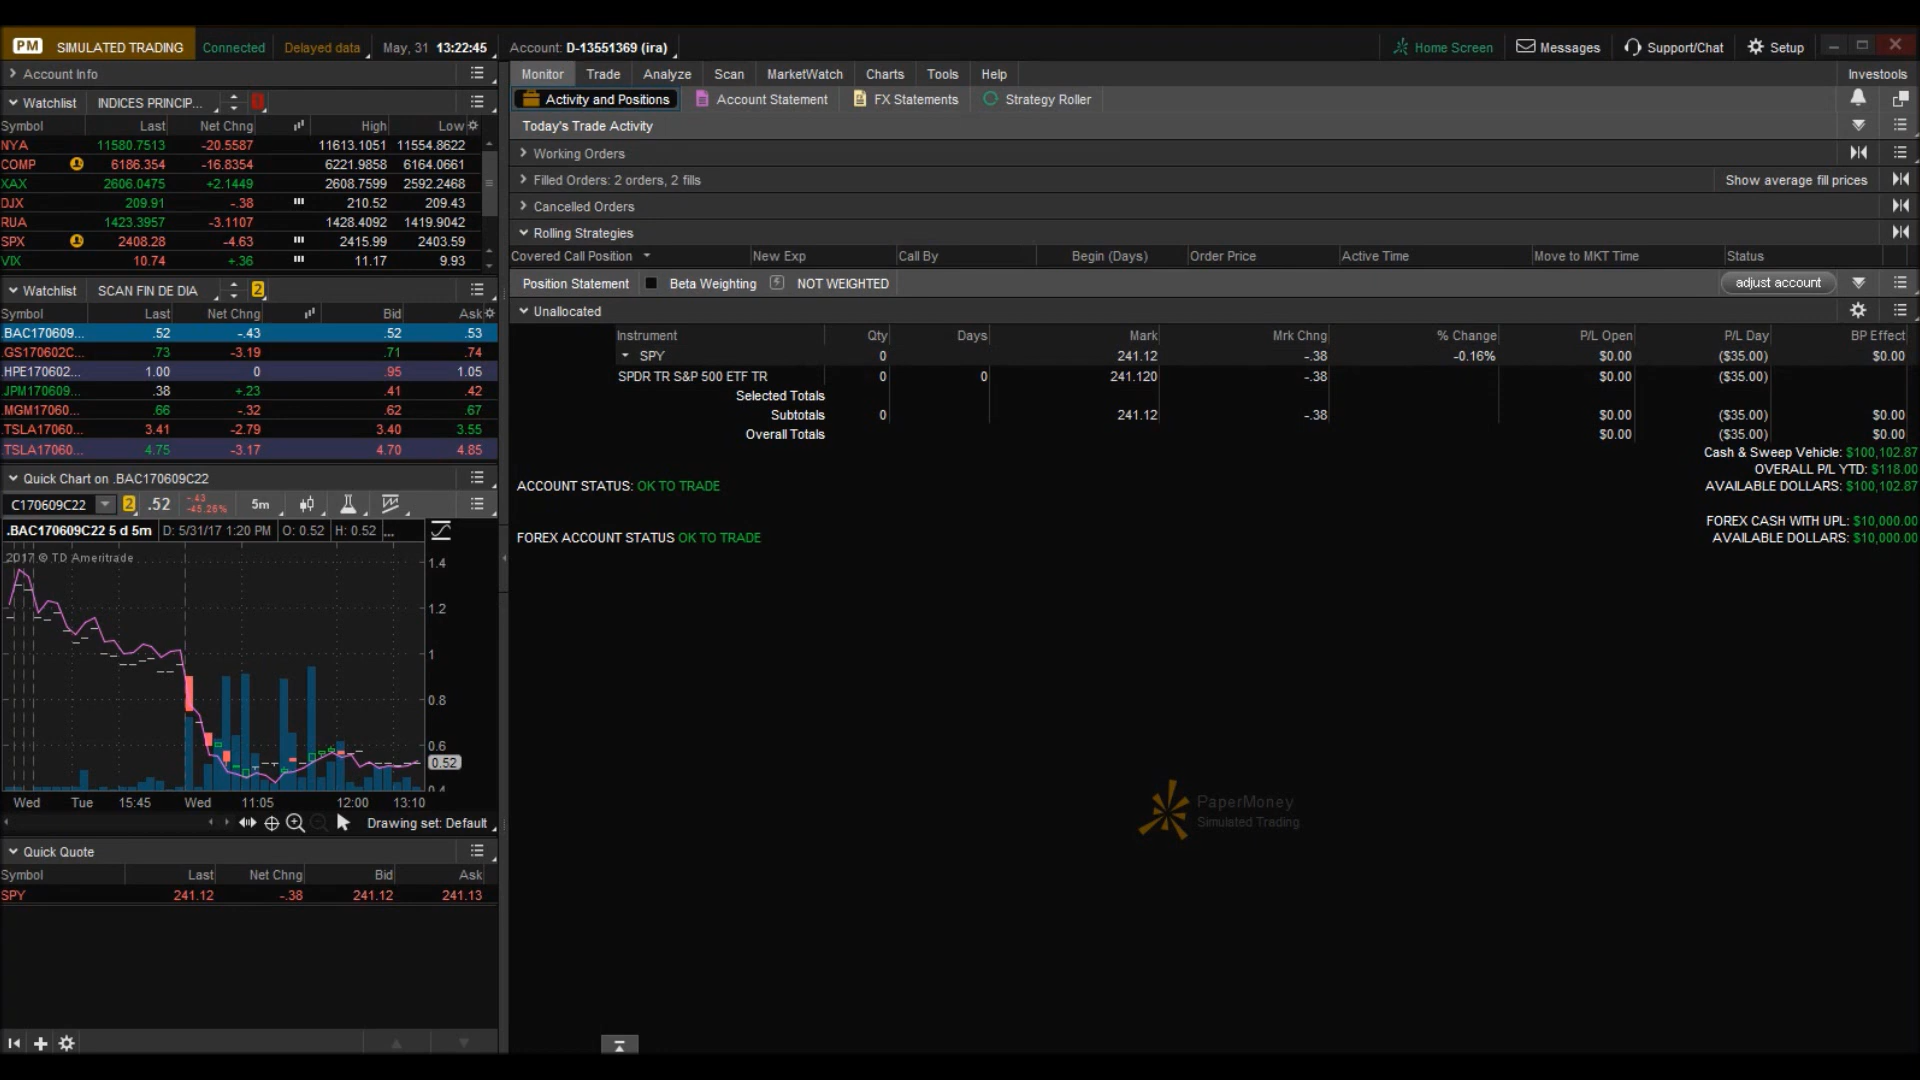 PM SIMULATED TRADING Connected Delayed data May, 31 13:22:45 Account: D-13551369 (ira) Home Screen Messages Support/Chat Setup
Account Info
Watchlist INDICES PRINCIP... 1
Symbol Last Net Chng High Low
NYA 11580.7513 -20.5587 11613.1051 11554.8622
COMP 6186.354 -16.8354 6221.9858 6164.0661
XAX 2606.0475 +2.1449 2608.7599 2592.2468
DJX 209.91 -.38 210.52 209.43
RUA 1423.3957 -3.1107 1428.4092 1419.9042
SPX 2408.28 -4.63 2415.99 2403.59
VIX 10.74 +.36 11.17 9.93
Watchlist SCAN FIN DE DIA 2
Symbol Last Net Chng Bid Ask
.BAC170609... .52 -.43 .52 .53
.GS170602C... .73 -3.19 .71 .74
.HPE170602... 1.00 0 .95 1.05
.JPM170609... .38 +.23 .41 .42
.MGM17060... .66 -.32 .62 .67
.TSLA17060... 3.41 -2.79 3.40 3.55
.TSLA17060... 4.75 -3.17 4.70 4.85
Quick Chart on .BAC170609C22
C170609C22 2 .52 -.43 -45.26% 5m
.BAC170609C22 5 d 5m D: 5/31/17 1:20 PM O: 0.52 H: 0.52 ...
2017 © TD Ameritrade
1.4
1.2
1
0.8
0.6
0.52
0.4
Wed Tue 15:45 Wed 11:05 12:00 13:10
Drawing set: Default
Quick Quote
Symbol Last Net Chng Bid Ask
SPY 241.12 -.38 241.12 241.13
Monitor Trade Analyze Scan MarketWatch Charts Tools Help Investools
Activity and Positions Account Statement FX Statements Strategy Roller
Today's Trade Activity
Working Orders
Filled Orders: 2 orders, 2 fills Show average fill prices
Cancelled Orders
Rolling Strategies
Covered Call Position New Exp Call By Begin (Days) Order Price Active Time Move to MKT Time Status
Position Statement Beta Weighting NOT WEIGHTED adjust account
Unallocated
Instrument Qty Days Mark Mrk Chng % Change P/L Open P/L Day BP Effect
SPY 0 241.12 -.38 -0.16% $0.00 ($35.00) $0.00
SPDR TR S&P 500 ETF TR 0 0 241.120 -.38 $0.00 ($35.00)
Selected Totals
Subtotals 0 241.12 -.38 $0.00 ($35.00) $0.00
Overall Totals $0.00 ($35.00) $0.00
Cash & Sweep Vehicle: $100,102.87
OVERALL P/L YTD: $118.00
ACCOUNT STATUS: OK TO TRADE AVAILABLE DOLLARS: $100,102.87
FOREX CASH WITH UPL: $10,000.00
FOREX ACCOUNT STATUS OK TO TRADE AVAILABLE DOLLARS: $10,000.00
PaperMoney
Simulated Trading